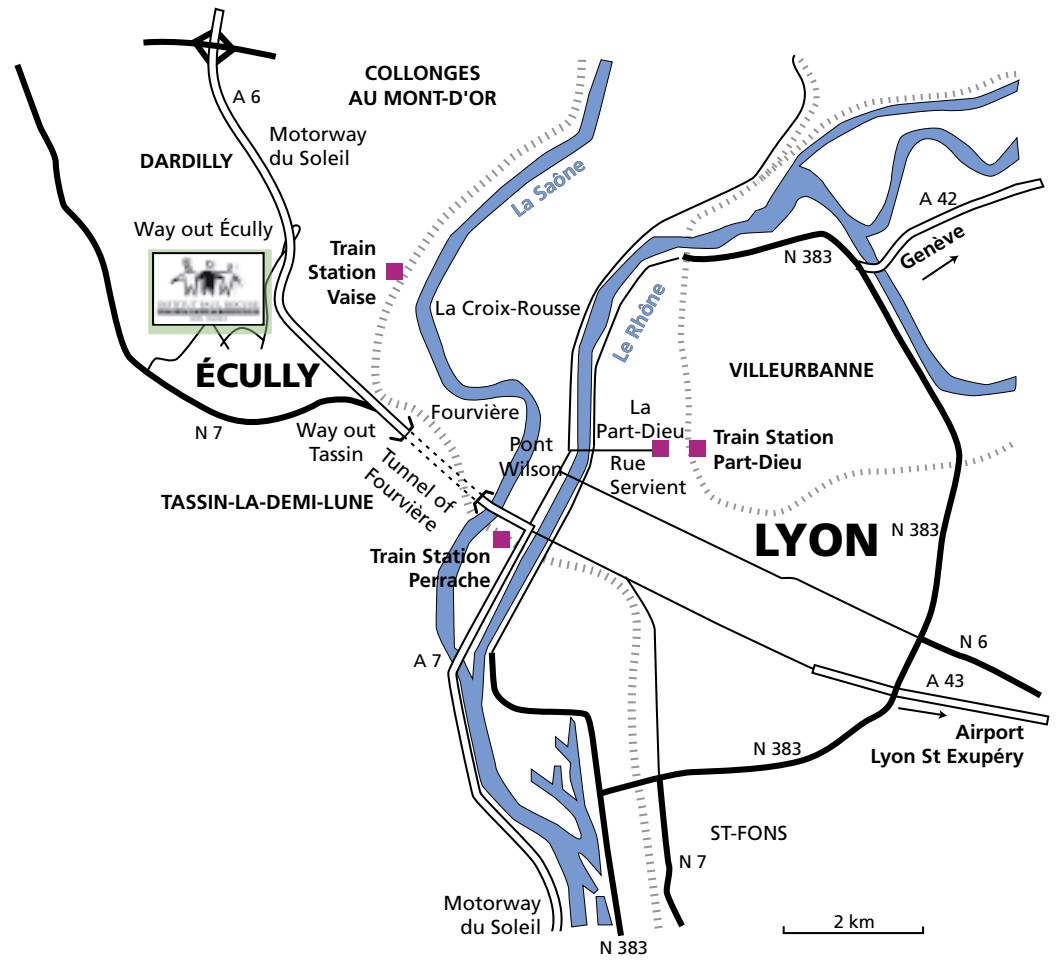 COLLONGES
AU MONT-D'OR
A 6
Motorway
du Soleil
DARDILLY
La Saône
A 42
Way out Écully
Genève
N 383
Train
Station
Vaise
La Croix-Rousse
Le Rhône
ÉCULLY
VILLEURBANNE
N 7
Way out
Tassin
Fourvière
La
Part-Dieu
Train Station
Part-Dieu
Pont
Wilson
Rue
Servient
Tunnel of
Fourvière
TASSIN-LA-DEMI-LUNE
LYON
N 383
Train Station
Perrache
A 7
N 6
A 43
Airport
Lyon St Exupéry
N 383
ST-FONS
N 7
Motorway
du Soleil
N 383
2 km